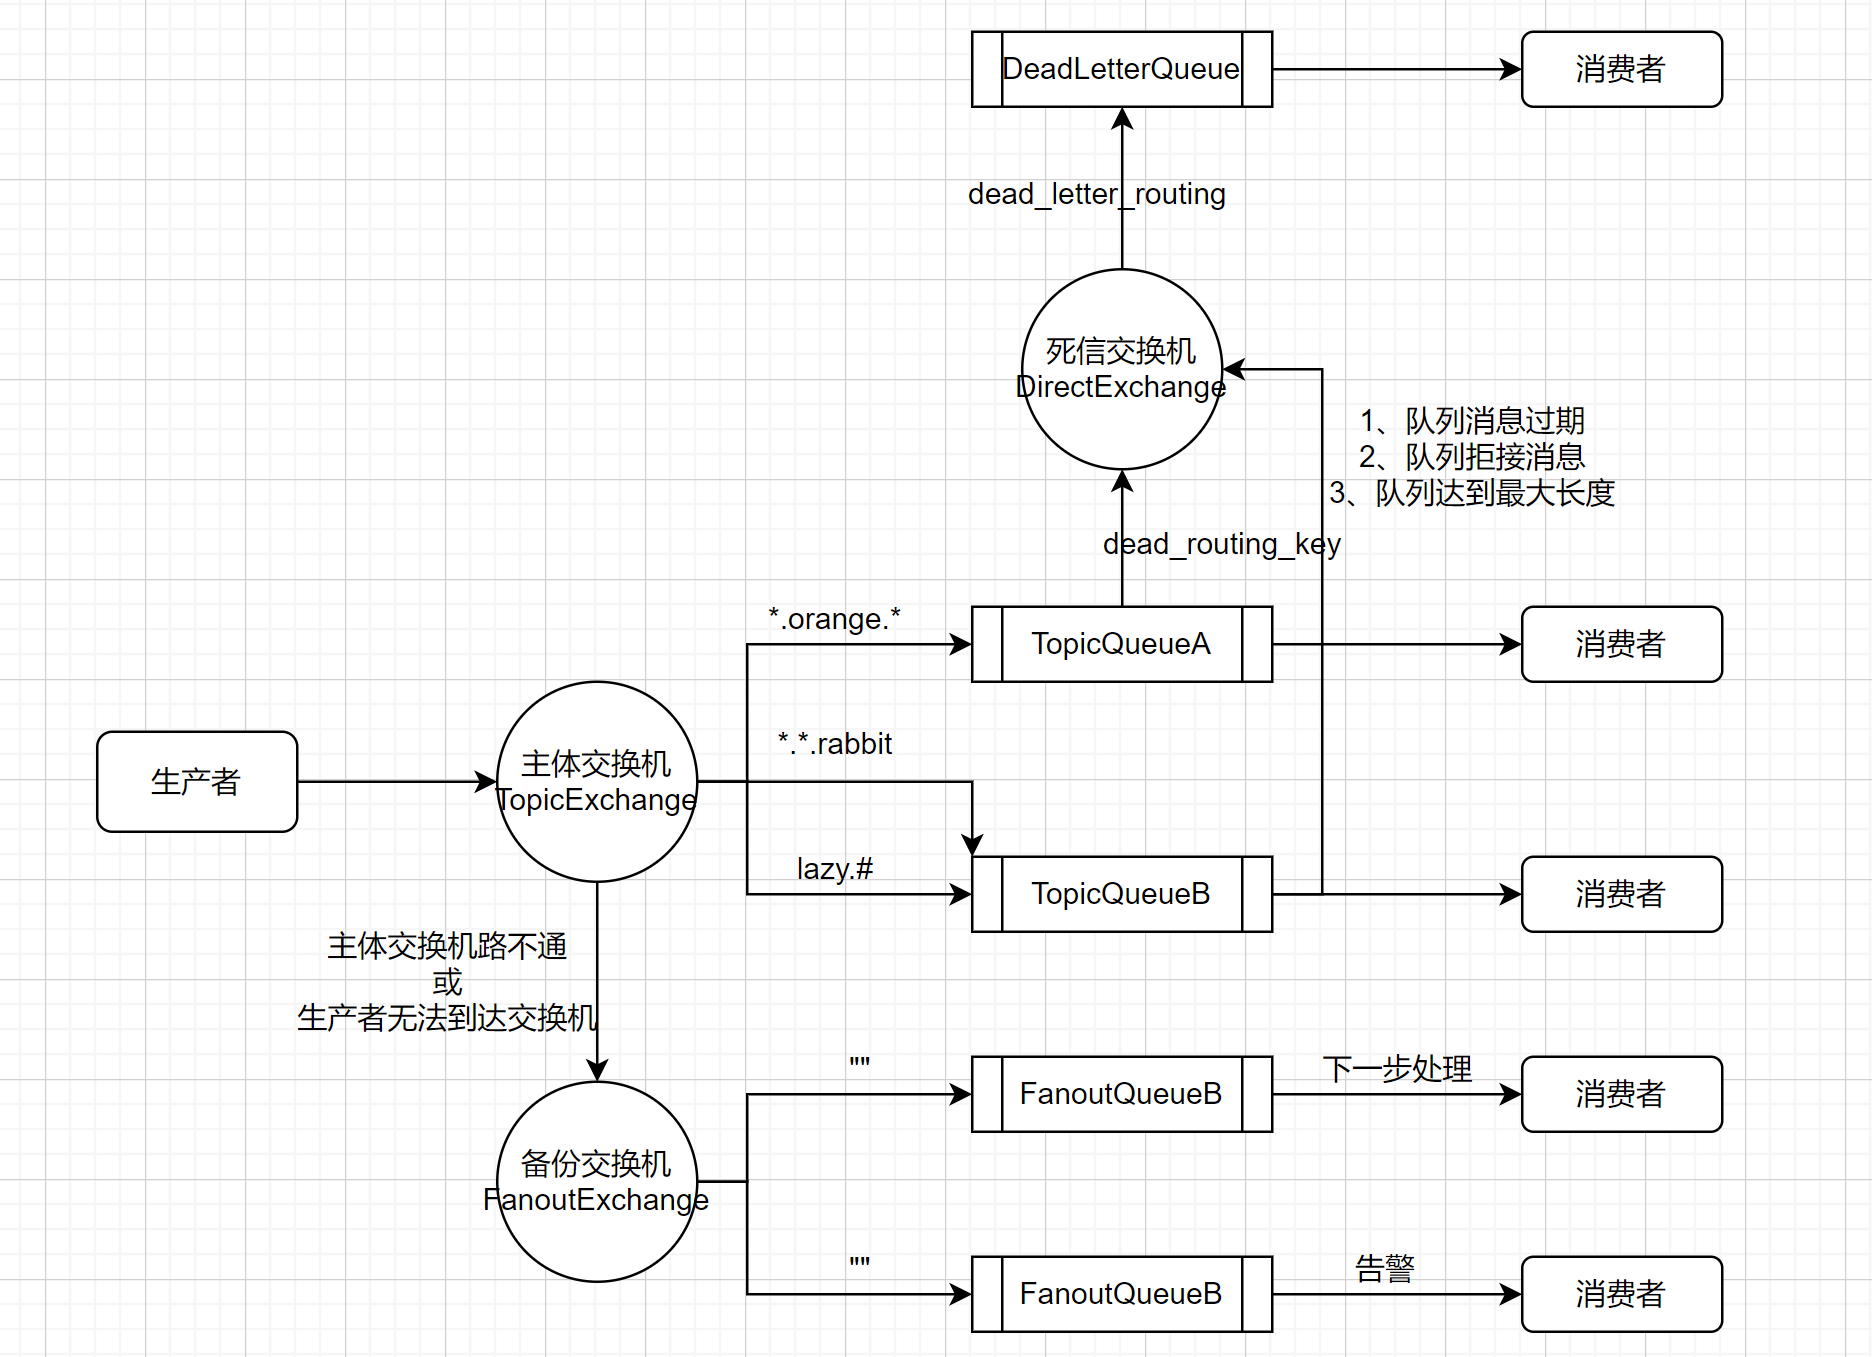 DeadLetterQueue
消费者
dead_letter_routing
死信交换机
DirectExchange
1、队列消息过期
2、队列拒接消息
3、队列达到最大长度
dead_routing_key
*.orange.*
TopicQueueA
消费者
*.*.rabbit
生产者
主体交换机
TopicExchange
lazy.#
TopicQueueB
消费者
主体交换机路不通
或
生产者无法到达交换机
""
FanoutQueueB
下一步处理
消费者
备份交换机
FanoutExchange
""
FanoutQueueB
告警
消费者